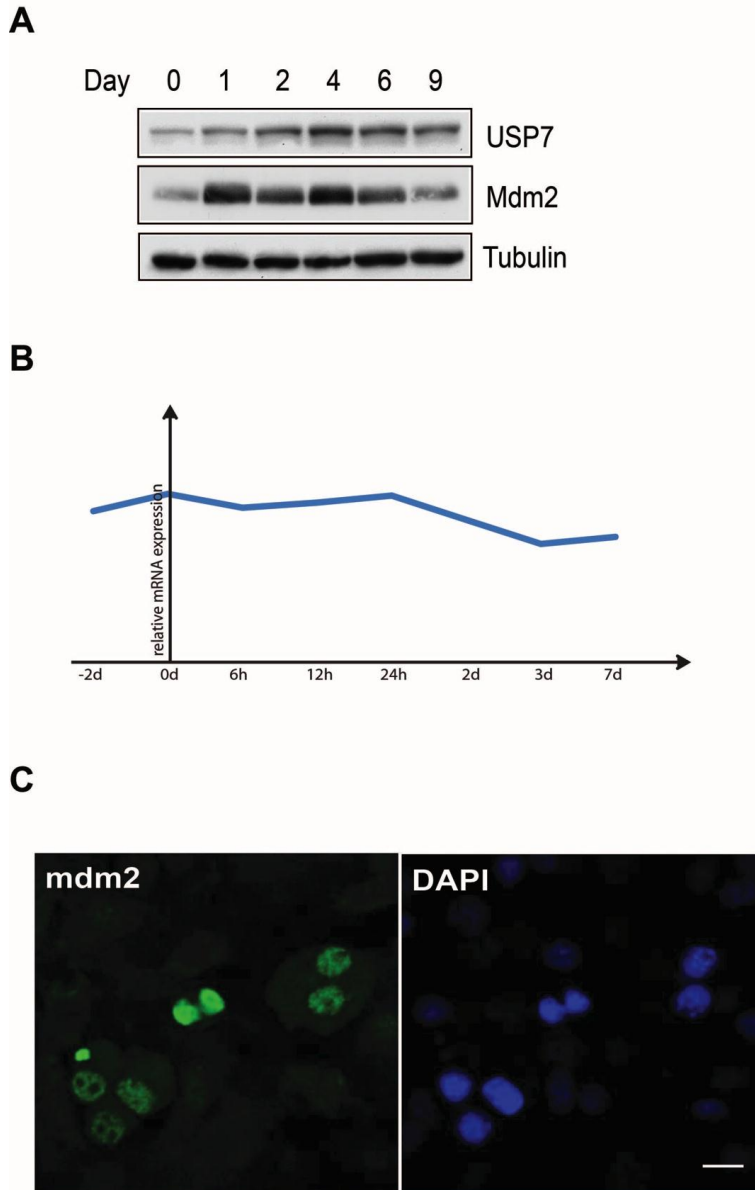 A
Day 0 1 2 4 6 9
USP7
Mdm2
Tubulin
B
relative mRNA expression
-2d 0d 6h 12h 24h 2d 3d 7d
C
mdm2
DAPI